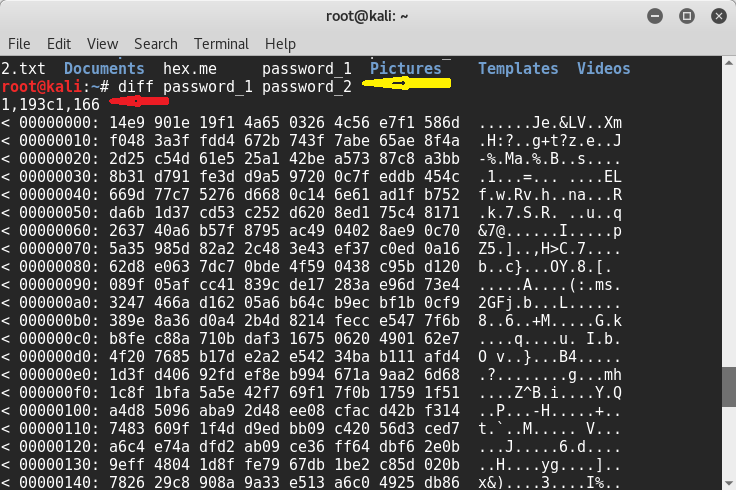 root@kali: ~
File Edit View Search Terminal Help
2.txt Documents hex.me password_1 Pictures Templates Videos
root@kali:~# diff password_1 password_2
1,193c1,166
< 00000000: 14e9 901e 19f1 4a65 0326 4c56 e7f1 586d ......Je.&LV..Xm
< 00000010: f048 3a3f fdd4 672b 743f 7abe 65ae 8f4a .H:?..g+t?z.e..J
< 00000020: 2d25 c54d 61e5 25a1 42be a573 87c8 a3bb -%.Ma.%.B..s....
< 00000030: 8b31 d791 fe3d d9a5 9720 0c7f eddb 454c .1...=... ....EL
< 00000040: 669d 77c7 5276 d668 0c14 6e61 ad1f b752 f.w.Rv.h..na...R
< 00000050: da6b 1d37 cd53 c252 d620 8ed1 75c4 8171 .k.7.S.R. ..u..q
< 00000060: 2637 40a6 b57f 8795 ac49 0402 8ae9 0c70 &7@......I.....p
< 00000070: 5a35 985d 82a2 2c48 3e43 ef37 c0ed 0a16 Z5.]..,H>C.7....
< 00000080: 62d8 e063 7dc7 0bde 4f59 0438 c95b d120 b..c}...OY.8.[.
< 00000090: 089f 05af cc41 839c de17 283a e96d 73e4 .....A....(:.ms.
< 000000a0: 3247 466a d162 05a6 b64c b9ec bf1b 0cf9 2GFj.b...L......
< 000000b0: 389e 8a36 d0a4 2b4d 8214 fecc e547 7f6b 8..6..+M.....G.k
< 000000c0: b8fe c88a 710b daf3 1675 0620 4901 62e7 ....q....u. I.b.
< 000000d0: 4f20 7685 b17d e2a2 e542 34ba b111 afd4 O v..}...B4.....
< 000000e0: 1d3f d406 92fd ef8e b994 671a 9aa2 6d68 .?........g...mh
< 000000f0: 1c8f 1bfa 5a5e 42f7 69f1 7f0b 1759 1f51 ....Z^B.i....Y.Q
< 00000100: a4d8 5096 aba9 2d48 ee08 cfac d42b f314 ..P...-H.....+..
< 00000110: 7483 609f 1f4d d9ed bb09 c420 56d3 ced7 t.`..M..... V...
< 00000120: a6c4 e74a dfd2 ab09 ce36 ff64 dbf6 2e0b ...J.....6.d....
< 00000130: 9eff 4804 1d8f fe79 67db 1be2 c85d 020b ..H....yg....]..
< 00000140: 7826 29c8 908a 9a33 e513 a6c0 4925 db86 x&)....3....I%..